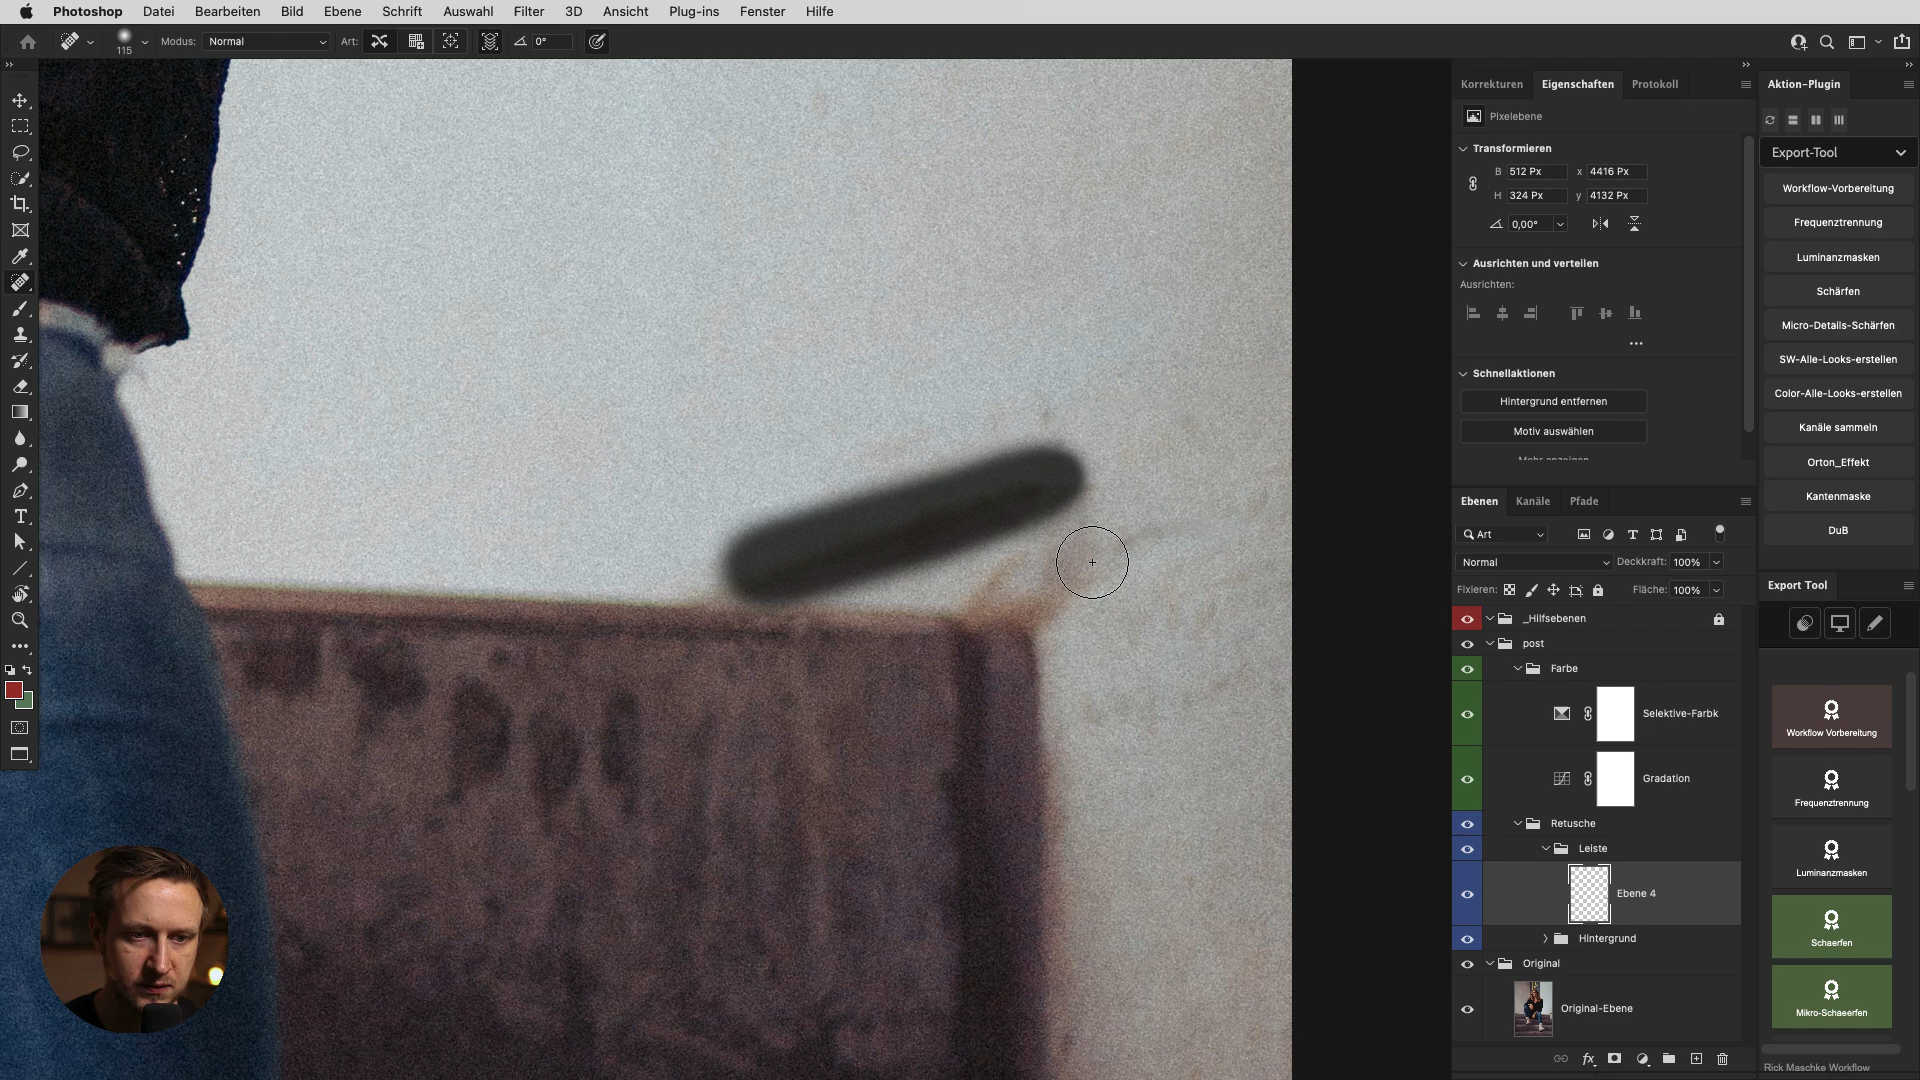 Photoshop Datei Bearbeiten Bild Ebene Schrift Auswahl Filter 3D Ansicht Plug-ins Fenster Hilfe
115 Modus: Normal Art: 0°
Korrekturen Eigenschaften Protokoll
Pixelebene
Transformieren
B 512 Px x 4416 Px
H 324 Px y 4132 Px
0,00°
Ausrichten und verteilen
Ausrichten:
Schnellaktionen
Hintergrund entfernen
Motiv auswählen
Mehr anzeigen
Ebenen Kanäle Pfade
Art
Normal Deckkraft: 100%
Fixieren: Fläche: 100%
_Hilfsebenen
post
Farbe
Selektive-Farbk
Gradation
Retusche
Leiste
Ebene 4
Hintergrund
Original
Original-Ebene
fx
Aktion-Plugin
Export-Tool
Workflow-Vorbereitung
Frequenztrennung
Luminanzmasken
Schärfen
Micro-Details-Schärfen
SW-Alle-Looks-erstellen
Color-Alle-Looks-erstellen
Kanäle sammeln
Orton_Effekt
Kantenmaske
DuB
Export Tool
Workflow Vorbereitung
Frequenztrennung
Luminanzmasken
Schaerfen
Mikro-Schaeerfen
Rick Maschke Workflow